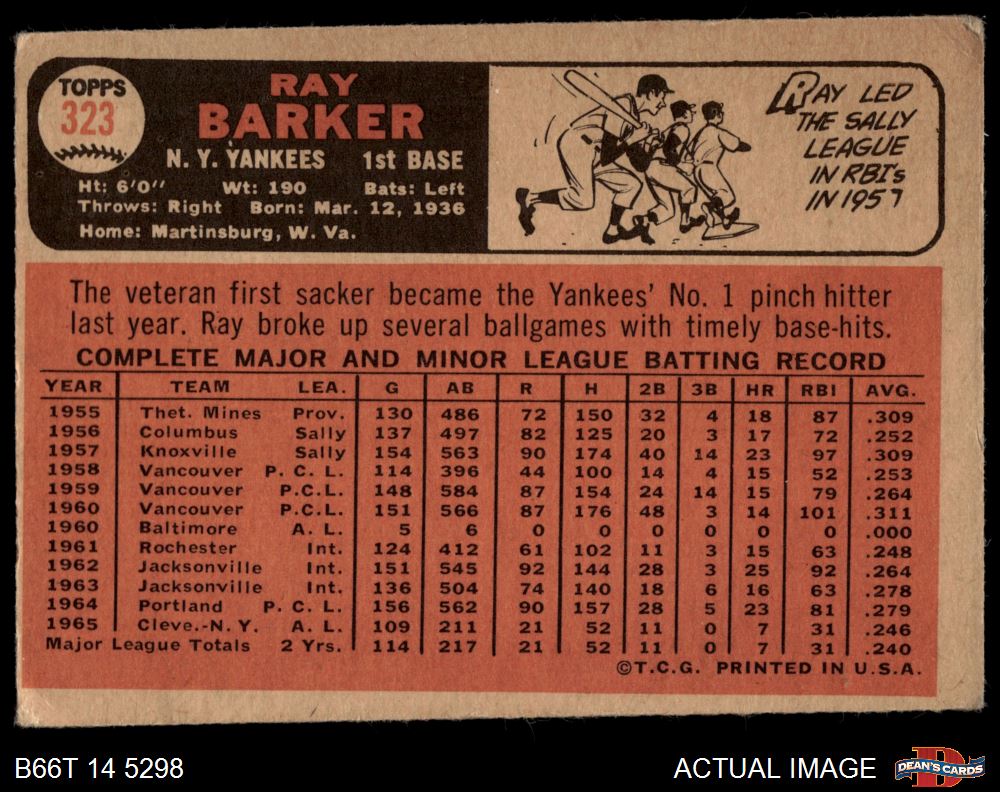 TOPPS
323
RAY
BARKER
N. Y. YANKEES 1st BASE
Ht: 6'0" Wt: 190 Bats: Left
Throws: Right Born: Mar. 12, 1936
Home: Martinsburg, W. Va.
RAY LED
THE SALLY
LEAGUE
IN RBIs
IN 1957
The veteran first sacker became the Yankees' No. 1 pinch hitter
last year. Ray broke up several ballgames with timely base-hits.
COMPLETE MAJOR AND MINOR LEAGUE BATTING RECORD
YEAR TEAM LEA. G AB R H 2B 3B HR RBI AVG.
1955 Thet. Mines Prov. 130 486 72 150 32 4 18 87 .309
1956 Columbus Sally 137 497 82 125 20 3 17 72 .252
1957 Knoxville Sally 154 563 90 174 40 14 23 97 .309
1958 Vancouver P. C. L. 114 396 44 100 14 4 15 52 .253
1959 Vancouver P.C.L. 148 584 87 154 24 14 15 79 .264
1960 Vancouver P.C.L. 151 566 87 176 48 3 14 101 .311
1960 Baltimore A. L. 5 6 0 0 0 0 0 0 .000
1961 Rochester Int. 124 412 61 102 11 3 15 63 .248
1962 Jacksonville Int. 151 545 92 144 28 3 25 92 .264
1963 Jacksonville Int. 136 504 74 140 18 6 16 63 .278
1964 Portland P. C. L. 156 562 90 157 28 5 23 81 .279
1965 Cleve.-N. Y. A. L. 109 211 21 52 11 0 7 31 .246
Major League Totals 2 Yrs. 114 217 21 52 11 0 7 31 .240
©T.C.G. PRINTED IN U.S.A.
B66T 14 5298
ACTUAL IMAGE
D
DEAN'S CARDS